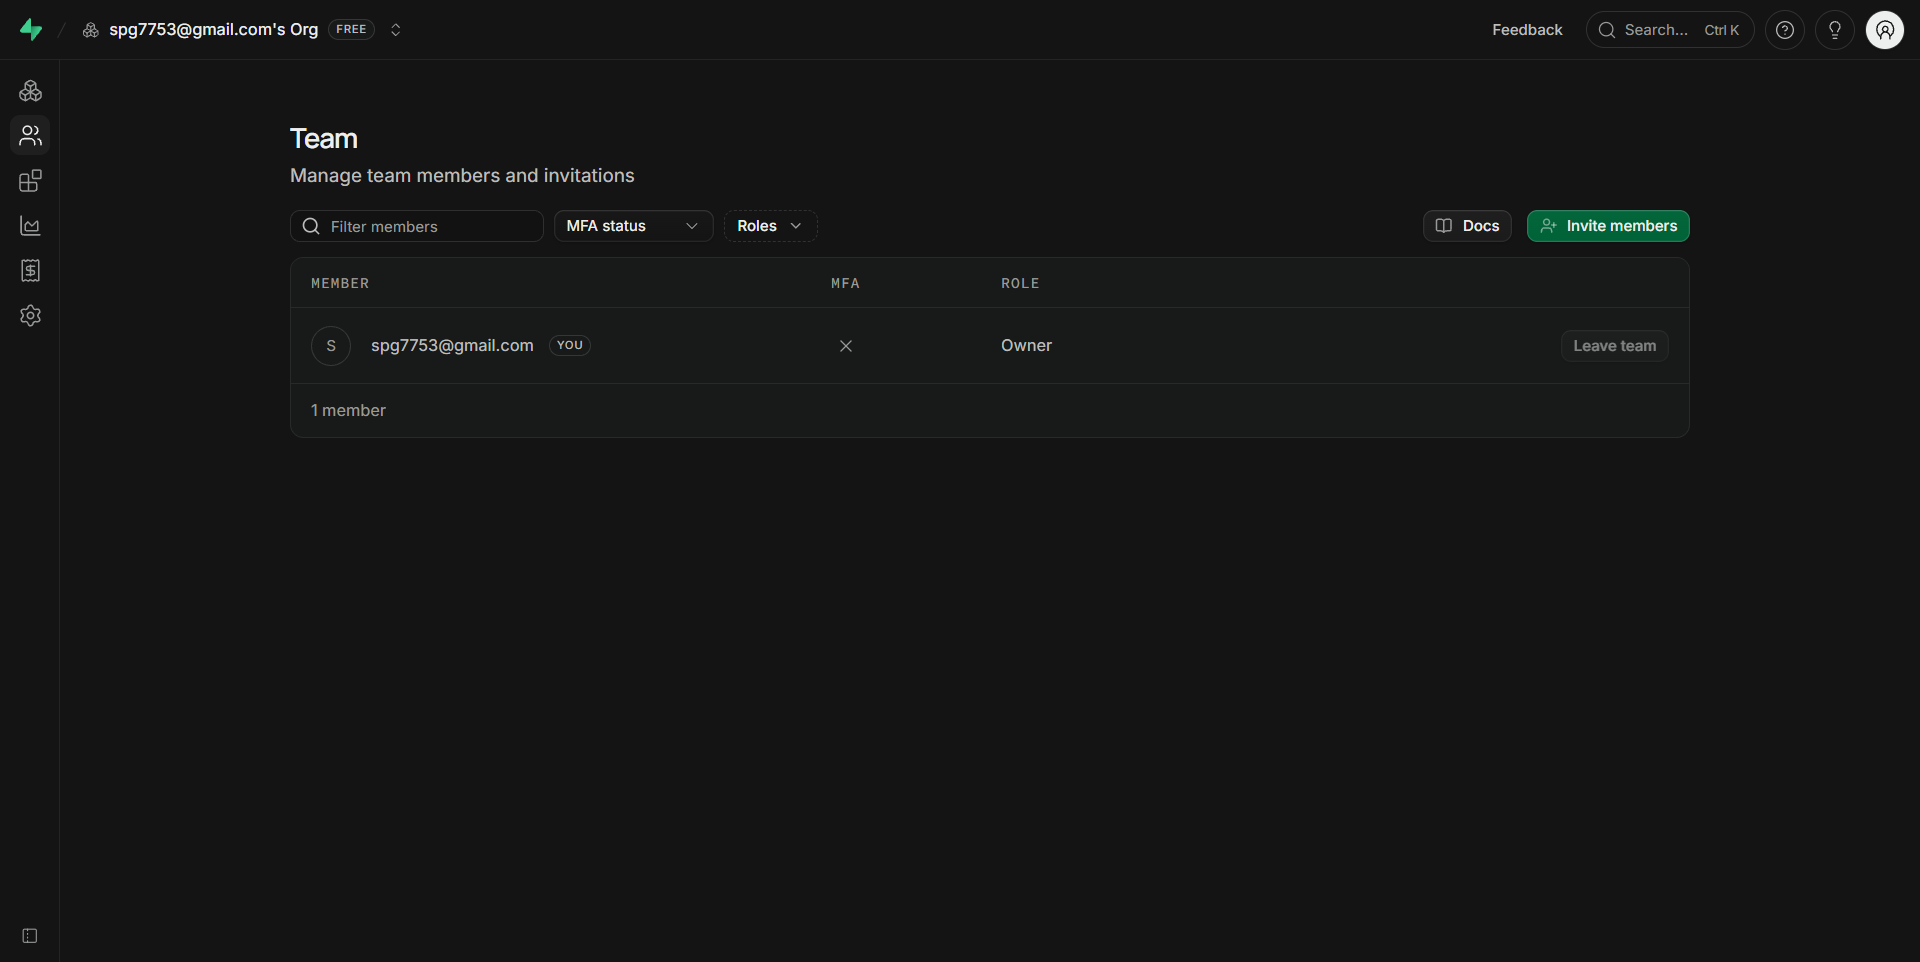 spg7753@gmail.com's Org FREE Feedback Search... Ctrl K
Team
Manage team members and invitations
Filter members MFA status Roles Docs Invite members
MEMBER MFA ROLE
S spg7753@gmail.com YOU Owner Leave team
1 member